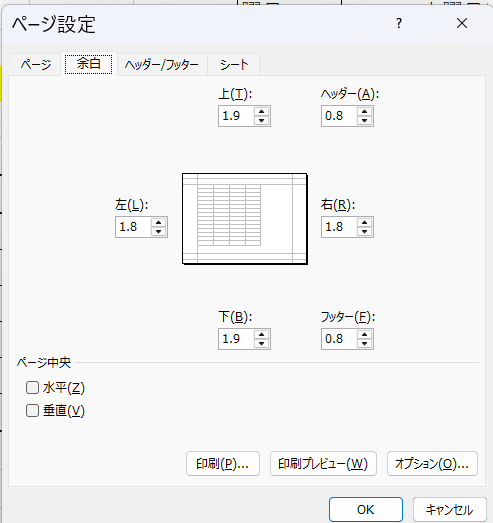 ページ設定 ? ×
ページ 余白 ヘッダー/フッター シート
上(T): ヘッダー(A):
1.9 0.8
左(L): 右(R):
1.8 1.8
下(B): フッター(F):
1.9 0.8
ページ中央
水平(Z)
垂直(V)
印刷(P)... 印刷プレビュー(W) オプション(O)...
OK キャンセル